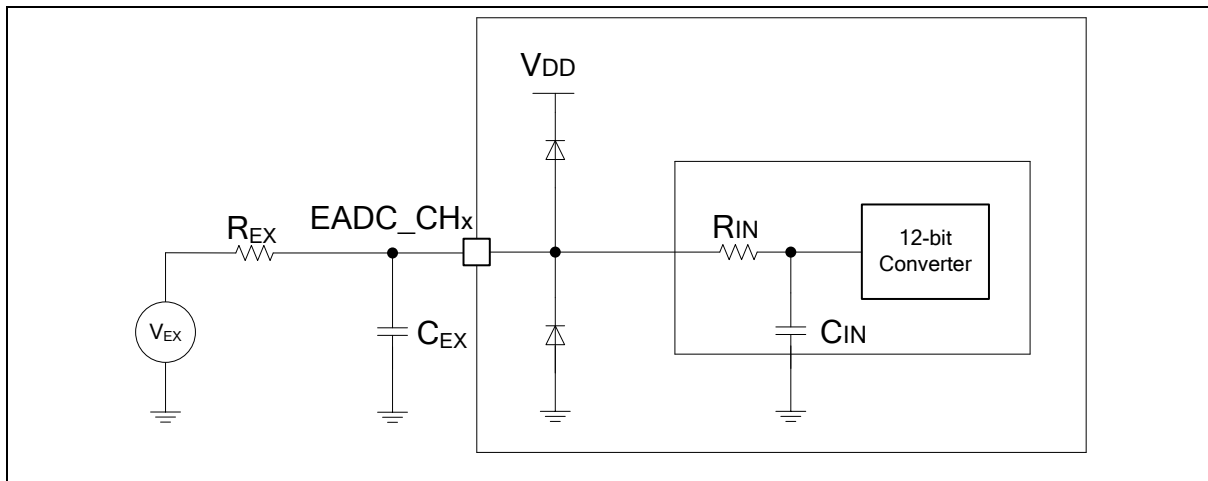 VDD
EADC_CHx
REX
RIN
12-bit
Converter
VEX
CEX
CIN